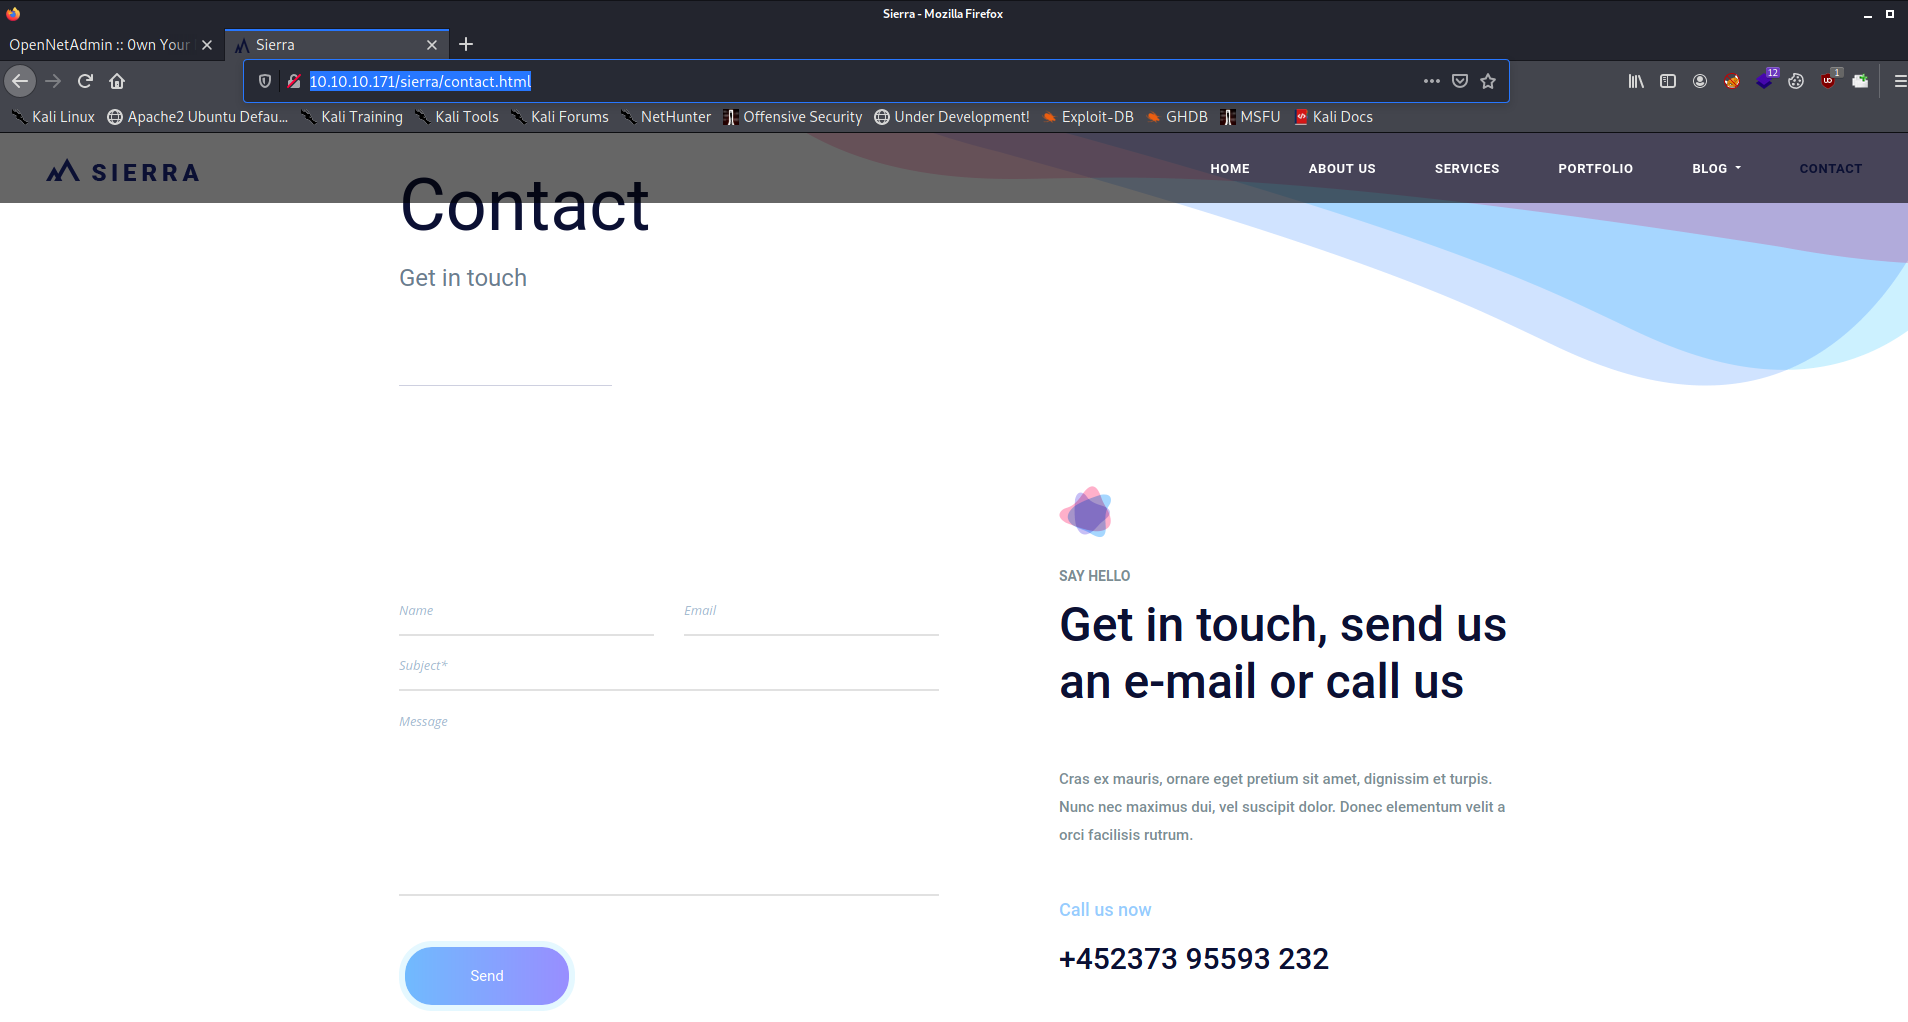 Sierra - Mozilla Firefox
OpenNetAdmin :: 0wn Your
Sierra
10.10.10.171/sierra/contact.html
12
UD
1
Kali Linux Apache2 Ubuntu Defau... Kali Training Kali Tools Kali Forums NetHunter Offensive Security Under Development! Exploit-DB GHDB MSFU Kali Docs
SIERRA
HOME ABOUT US SERVICES PORTFOLIO BLOG CONTACT
Contact
Get in touch
SAY HELLO
Get in touch, send us
an e-mail or call us
Name Email
Subject*
Message
Cras ex mauris, ornare eget pretium sit amet, dignissim et turpis.
Nunc nec maximus dui, vel suscipit dolor. Donec elementum velit a
orci facilisis rutrum.
Call us now
+452373 95593 232
Send